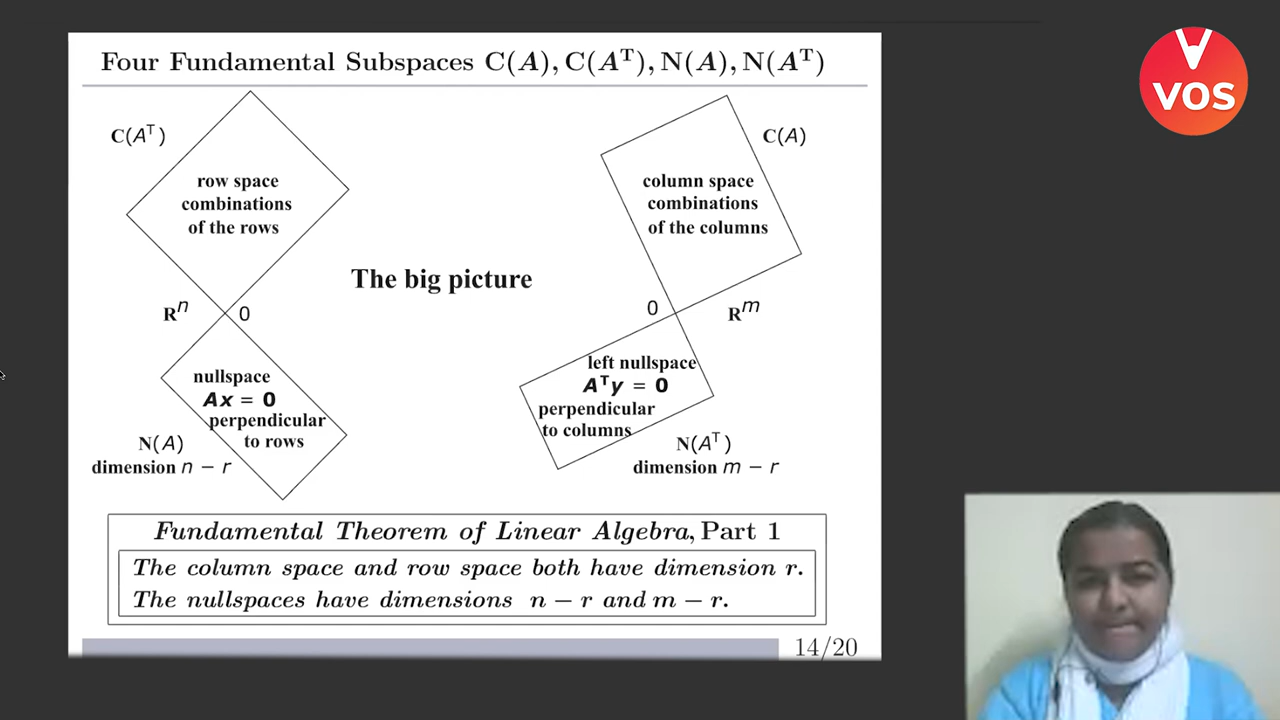 Four Fundamental Subspaces C(A), C(Aᵀ), N(A), N(Aᵀ)
C(Aᵀ)
row space
combinations
of the rows
C(A)
column space
combinations
of the columns
The big picture
Rⁿ
0
0
Rᵐ
nullspace
Ax = 0
perpendicular
to rows
N(A)
dimension n − r
left nullspace
Aᵀy = 0
perpendicular
to columns
N(Aᵀ)
dimension m − r
Fundamental Theorem of Linear Algebra, Part 1
The column space and row space both have dimension r.
The nullspaces have dimensions n − r and m − r.
14/20
VOS